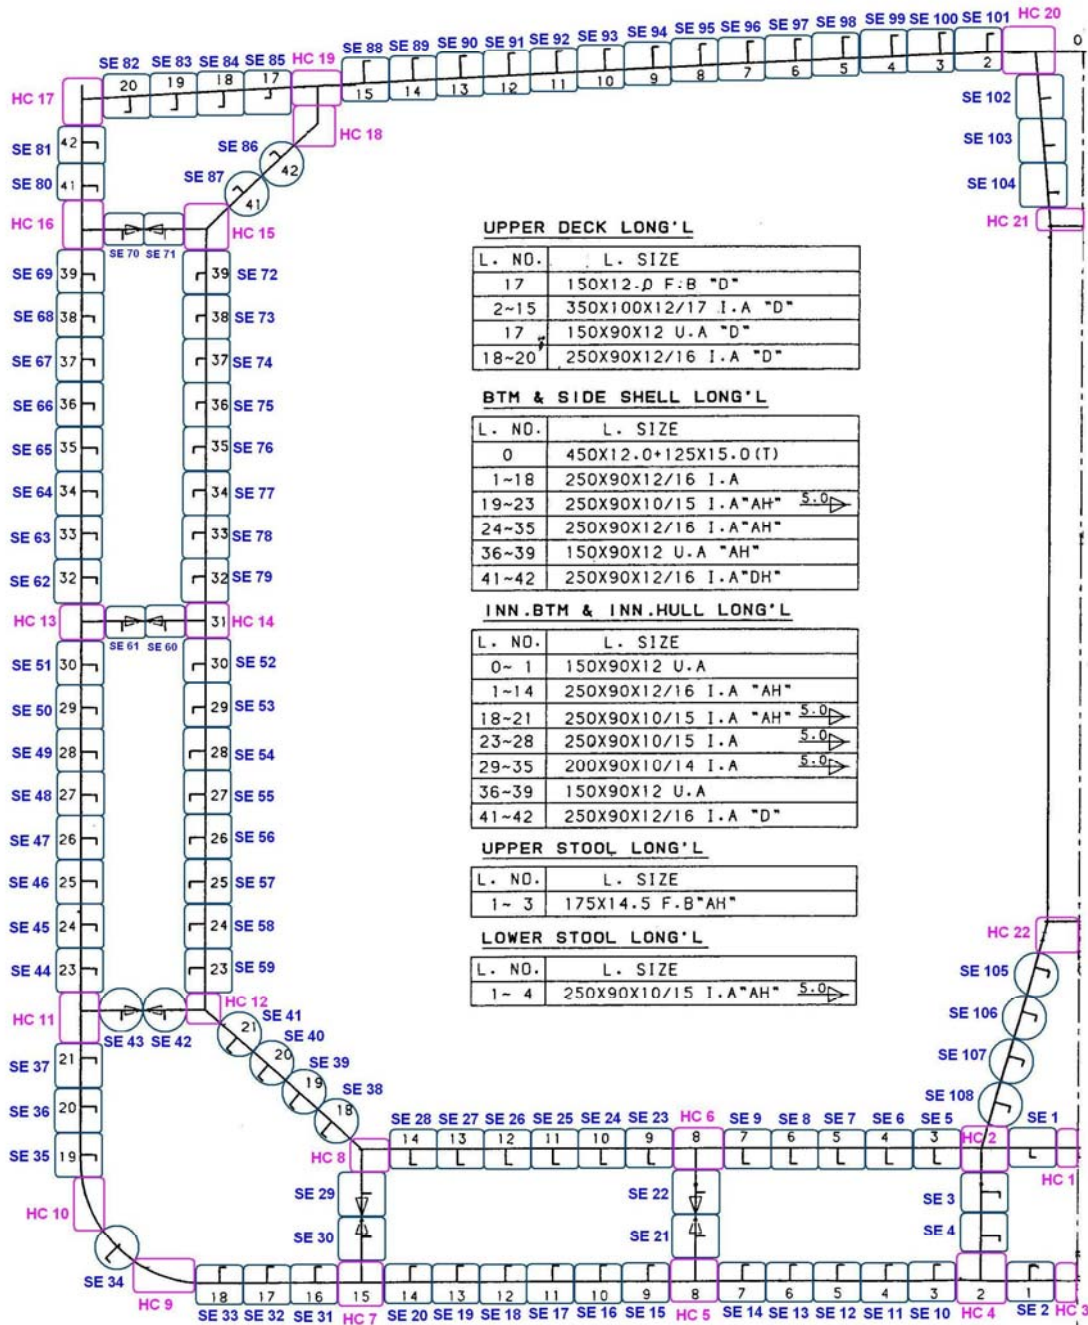 SE 88 SE 89 SE 90 SE 91 SE 92 SE 93 SE 94 SE 95 SE 96 SE 97 SE 98 SE 99 SE 100 SE 101 HC 20
SE 82 SE 83 SE 84 SE 85 HC 19
0
HC 17 20 19 18 17 15 14 13 12 11 10 9 8 7 6 5 4 3 2
HC 18
SE 102
SE 81 42
SE 86 42
SE 103
SE 80 41
SE 87 41
SE 104
HC 16 HC 15
HC 21
SE 70 SE 71
SE 69 39 39 SE 72
SE 68 38 38 SE 73
SE 67 37 37 SE 74
SE 66 36 36 SE 75
SE 65 35 35 SE 76
SE 64 34 34 SE 77
SE 63 33 33 SE 78
SE 62 32 32 SE 79
HC 13 31 HC 14
SE 61 SE 60
SE 51 30 30 SE 52
SE 50 29 29 SE 53
SE 49 28 28 SE 54
SE 48 27 27 SE 55
SE 47 26 26 SE 56
SE 46 25 25 SE 57
SE 45 24 24 SE 58
SE 44 23 23 SE 59
HC 11 HC 12
SE 43 SE 42
UPPER DECK LONG'L
L. NO. L. SIZE
17 150X12.0 F.B "D"
2~15 350X100X12/17 I.A "D"
17 150X90X12 U.A "D"
18~20 250X90X12/16 I.A "D"
BTM & SIDE SHELL LONG'L
L. NO. L. SIZE
0 450X12.0+125X15.0(T)
1~18 250X90X12/16 I.A
19~23 250X90X10/15 I.A"AH" 5.0
24~35 250X90X12/16 I.A"AH"
36~39 150X90X12 U.A "AH"
41~42 250X90X12/16 I.A"DH"
INN.BTM & INN.HULL LONG'L
L. NO. L. SIZE
0~ 1 150X90X12 U.A
1~14 250X90X12/16 I.A "AH"
18~21 250X90X10/15 I.A "AH" 5.0
23~28 250X90X10/15 I.A 5.0
29~35 200X90X10/14 I.A 5.0
36~39 150X90X12 U.A
41~42 250X90X12/16 I.A "D"
UPPER STOOL LONG'L
L. NO. L. SIZE
1~ 3 175X14.5 F.B"AH"
LOWER STOOL LONG'L
L. NO. L. SIZE
1~ 4 250X90X10/15 I.A"AH" 5.0
HC 22
SE 105
SE 106
SE 107
SE 108
SE 41 21
SE 40 20
SE 39 19
SE 38 18
SE 37 21
SE 36 20
SE 35 19
SE 28 SE 27 SE 26 SE 25 SE 24 SE 23 HC 6 SE 9 SE 8 SE 7 SE 6 SE 5 SE 1
HC 8 14 13 12 11 10 9 8 7 6 5 4 3 HC 2
HC 1
SE 29 SE 22 SE 3
HC 10
SE 30 SE 21 SE 4
SE 34
HC 9 18 17 16 15 14 13 12 11 10 9 8 7 6 5 4 3 2 1
SE 33 SE 32 SE 31 HC 7 SE 20 SE 19 SE 18 SE 17 SE 16 SE 15 HC 5 SE 14 SE 13 SE 12 SE 11 SE 10 HC 4 SE 2 HC 3